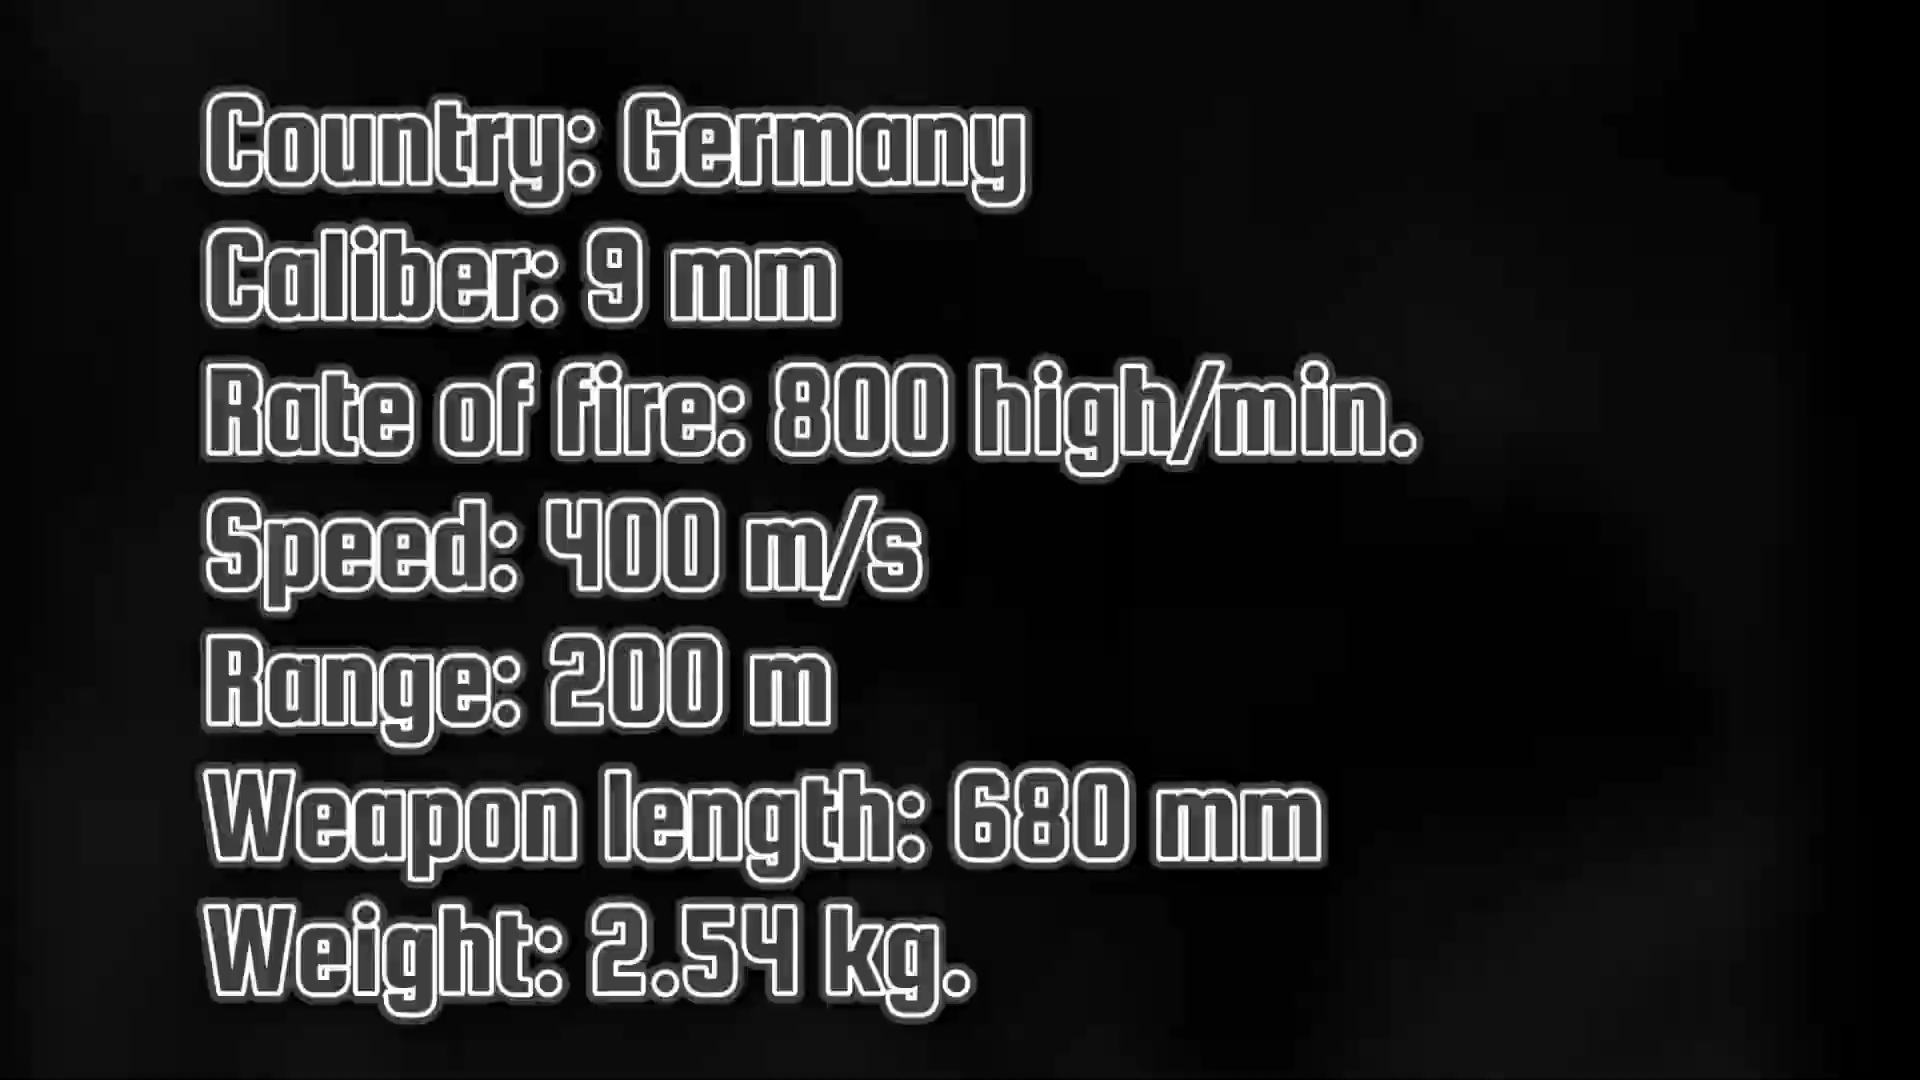 Country: Germany
Caliber: 9 mm
Rate of fire: 800 high/min.
Speed: 400 m/s
Range: 200 m
Weapon length: 680 mm
Weight: 2.54 kg.